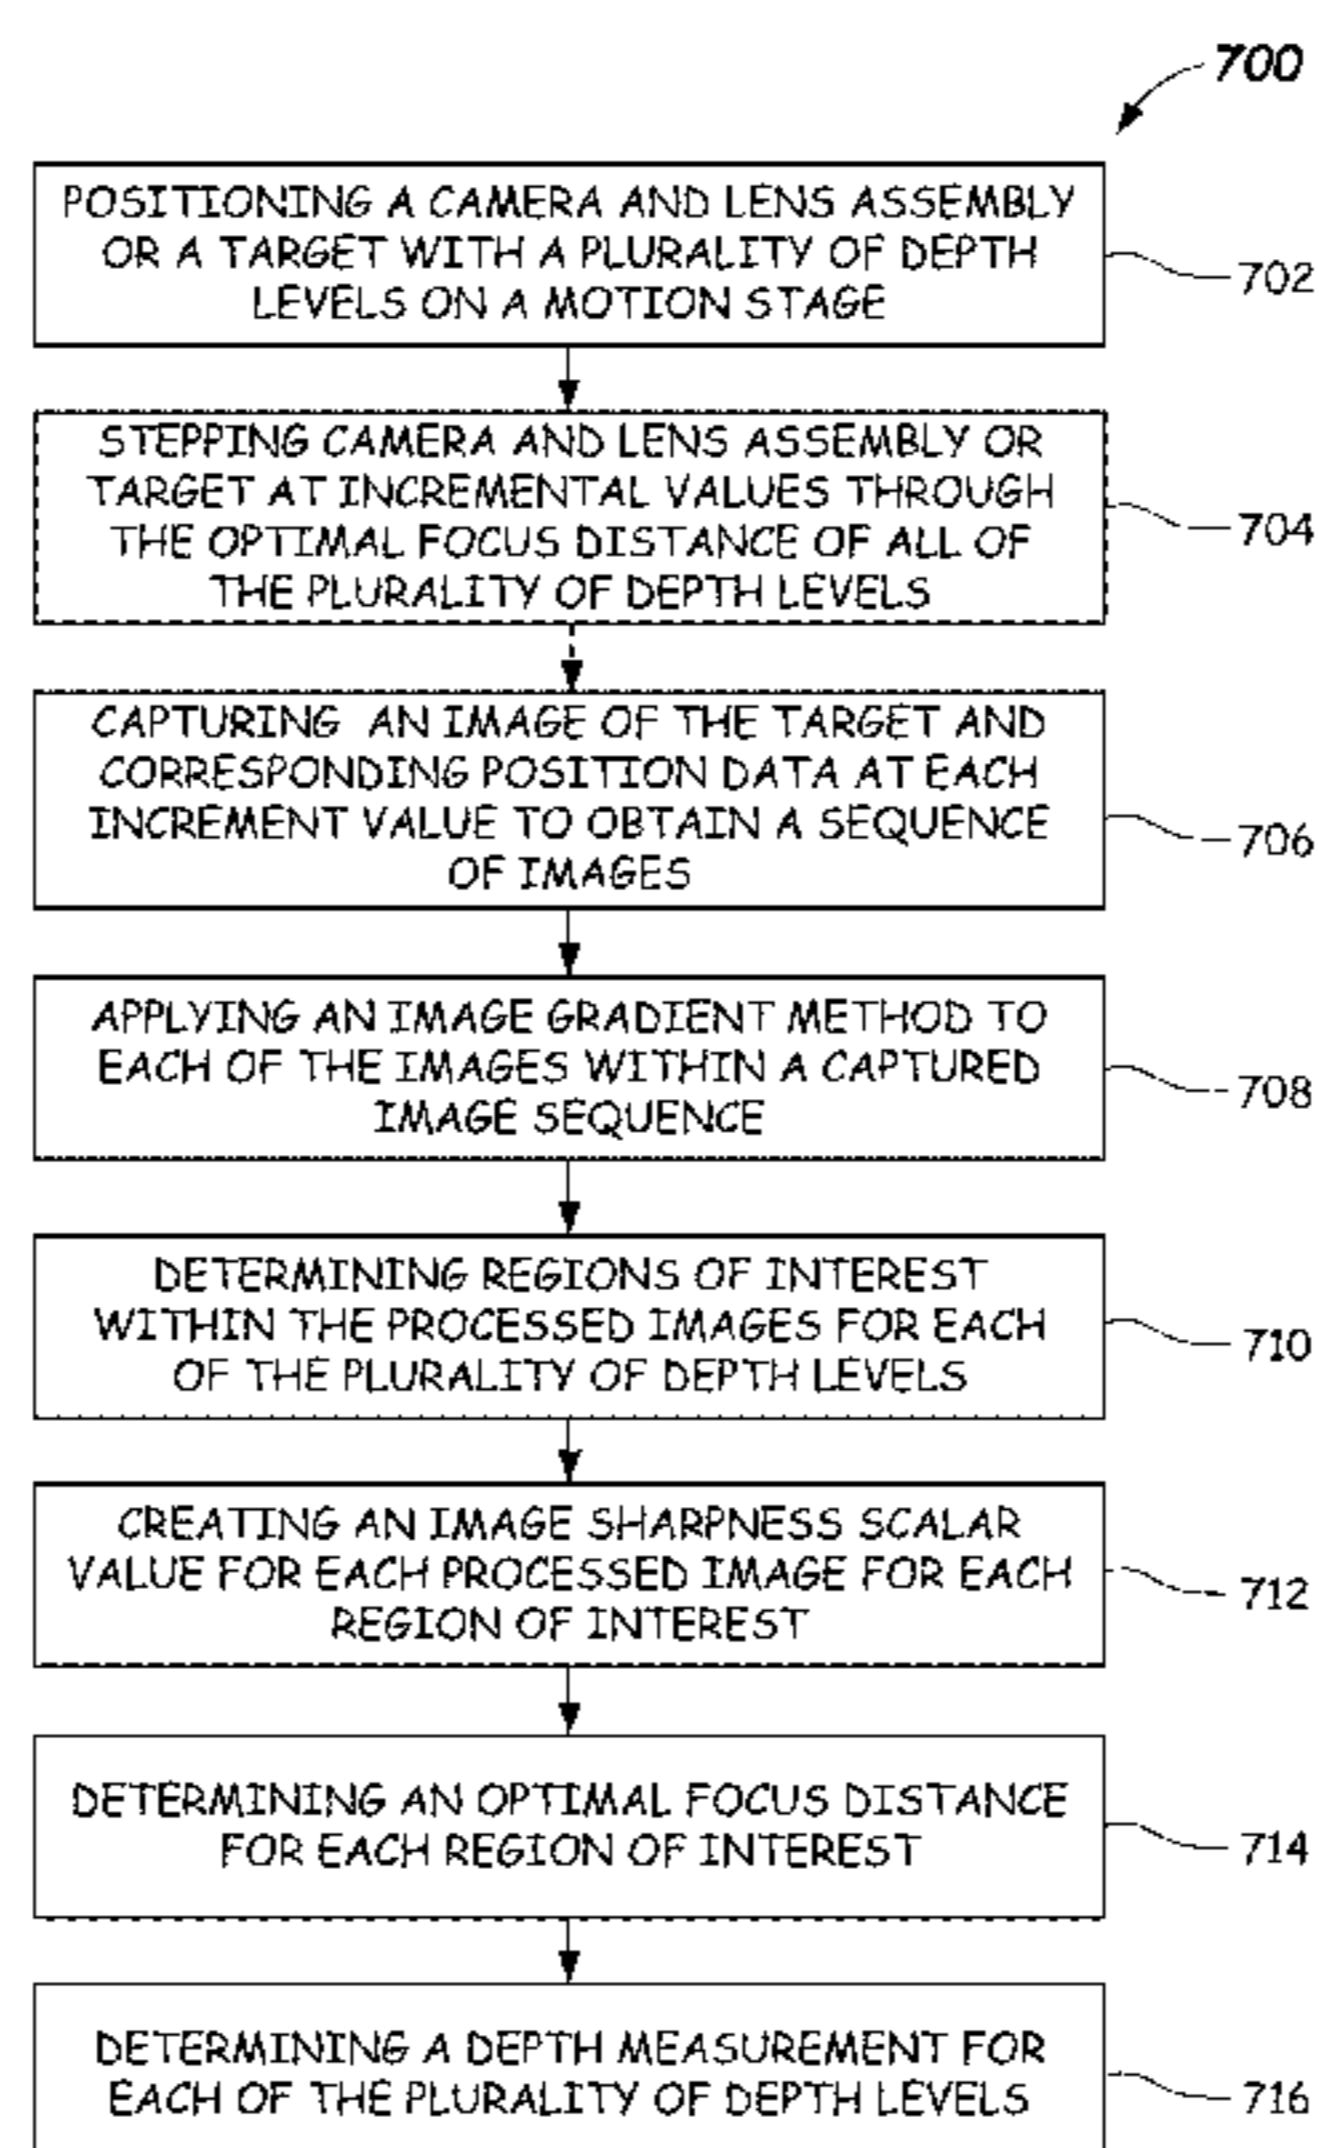 700
POSITIONING A CAMERA AND LENS ASSEMBLY
OR A TARGET WITH A PLURALITY OF DEPTH
LEVELS ON A MOTION STAGE
702
STEPPING CAMERA AND LENS ASSEMBLY OR
TARGET AT INCREMENTAL VALUES THROUGH
THE OPTIMAL FOCUS DISTANCE OF ALL OF
THE PLURALITY OF DEPTH LEVELS
704
CAPTURING AN IMAGE OF THE TARGET AND
CORRESPONDING POSITION DATA AT EACH
INCREMENT VALUE TO OBTAIN A SEQUENCE
OF IMAGES
706
APPLYING AN IMAGE GRADIENT METHOD TO
EACH OF THE IMAGES WITHIN A CAPTURED
IMAGE SEQUENCE
708
DETERMINING REGIONS OF INTEREST
WITHIN THE PROCESSED IMAGES FOR EACH
OF THE PLURALITY OF DEPTH LEVELS
710
CREATING AN IMAGE SHARPNESS SCALAR
VALUE FOR EACH PROCESSED IMAGE FOR EACH
REGION OF INTEREST
712
DETERMINING AN OPTIMAL FOCUS DISTANCE
FOR EACH REGION OF INTEREST
714
DETERMINING A DEPTH MEASUREMENT FOR
EACH OF THE PLURALITY OF DEPTH LEVELS
716